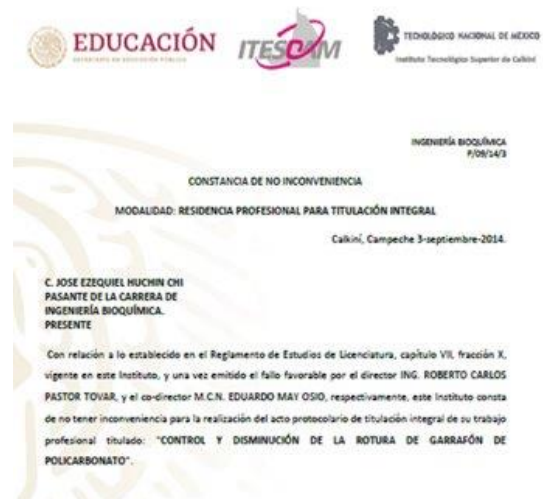 EDUCACIÓN
SECRETARÍA DE EDUCACIÓN PÚBLICA
ITESCAM
TECNOLÓGICO NACIONAL DE MÉXICO
Instituto Tecnológico Superior de Calkiní
INGENIERÍA BIOQUÍMICA
P/09/14/3
CONSTANCIA DE NO INCONVENIENCIA
MODALIDAD: RESIDENCIA PROFESIONAL PARA TITULACIÓN INTEGRAL
Calkiní, Campeche 3-septiembre-2014.
C. JOSE EZEQUIEL HUCHIN CHI
PASANTE DE LA CARRERA DE
INGENIERÍA BIOQUÍMICA.
PRESENTE
Con relación a lo establecido en el Reglamento de Estudios de Licenciatura, capítulo VII, fracción X,
vigente en este Instituto, y una vez emitido el fallo favorable por el director ING. ROBERTO CARLOS
PASTOR TOVAR, y el co-director M.C.N. EDUARDO MAY OSIO, respectivamente, este Instituto consta
de no tener inconveniencia para la realización del acto protocolario de titulación integral de su trabajo
profesional titulado: "CONTROL Y DISMINUCIÓN DE LA ROTURA DE GARRAFÓN DE
POLICARBONATO".